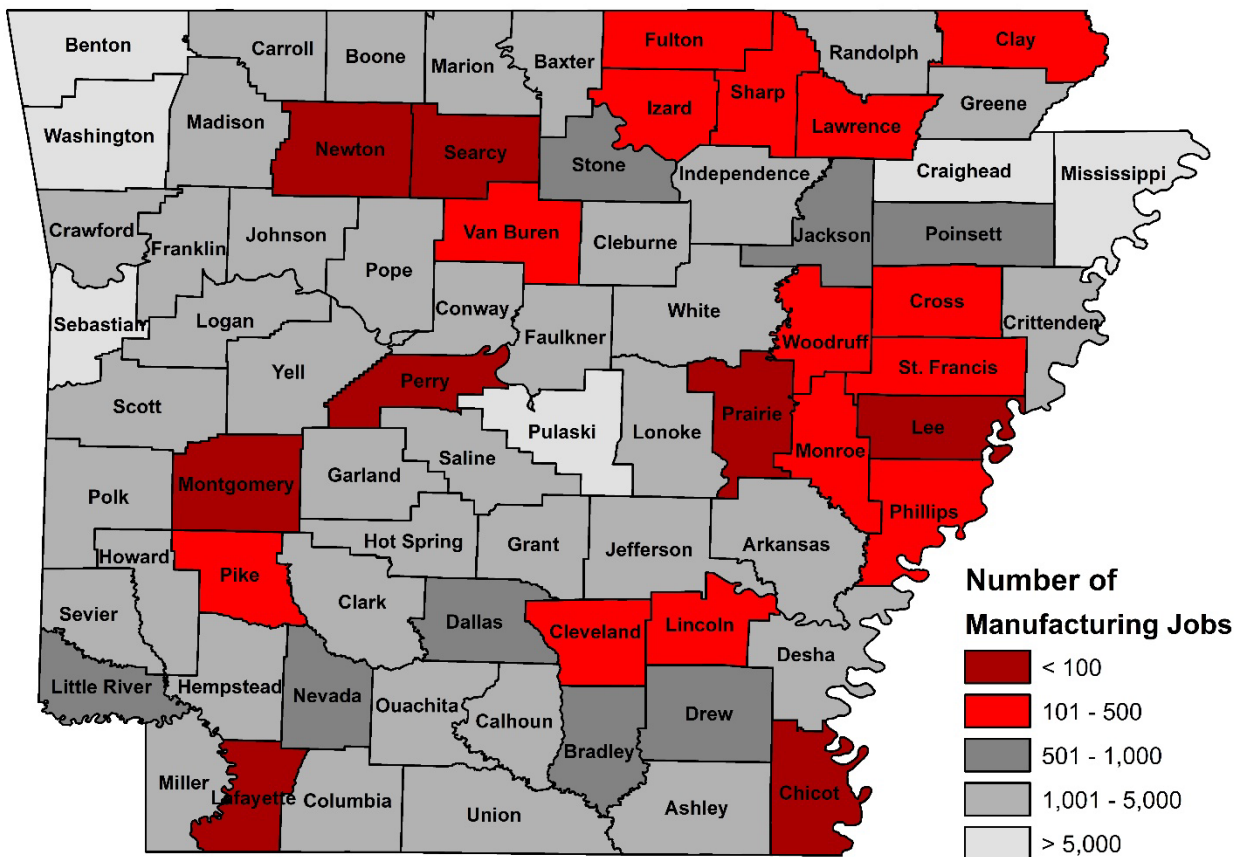 Benton
Carroll
Boone
Marion
Baxter
Fulton
Sharp
Randolph
Clay
Izard
Lawrence
Greene
Washington
Madison
Newton
Searcy
Stone
Independence
Craighead
Mississippi
Crawford
Franklin
Johnson
Pope
Van Buren
Cleburne
Jackson
Poinsett
Sebastian
Logan
Conway
Faulkner
White
Woodruff
Cross
Crittenden
Yell
Perry
St. Francis
Scott
Pulaski
Lonoke
Prairie
Monroe
Lee
Polk
Montgomery
Garland
Saline
Phillips
Howard
Pike
Hot Spring
Grant
Jefferson
Arkansas
Sevier
Clark
Dallas
Cleveland
Lincoln
Desha
Little River
Hempstead
Nevada
Ouachita
Calhoun
Bradley
Drew
Miller
Lafayette
Columbia
Union
Ashley
Chicot
Number of
Manufacturing Jobs
< 100
101 - 500
501 - 1,000
1,001 - 5,000
> 5,000